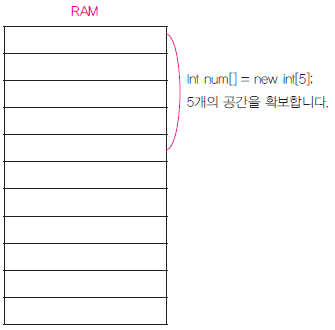 RAM
Int num[] = new int[5];
5개의 공간을 확보합니다.